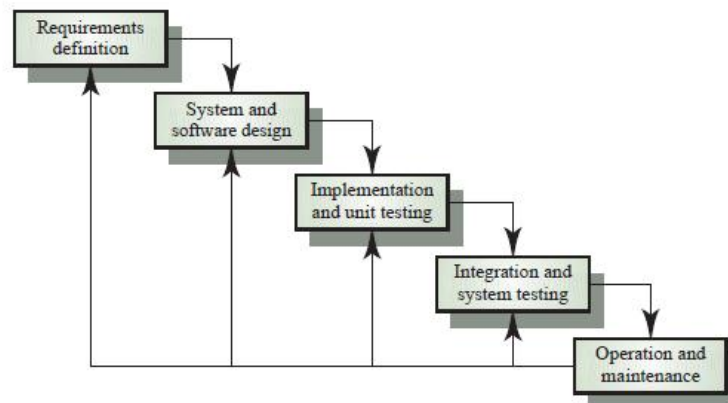 Requirements
definition
System and
software design
Implementation
and unit testing
Integration and
system testing
Operation and
maintenance